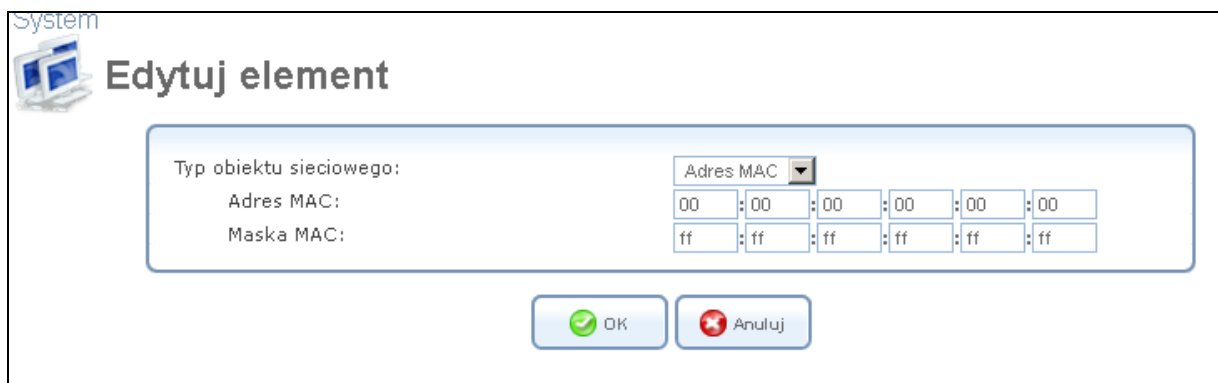 System
Edytuj element
Typ obiektu sieciowego: Adres MAC
Adres MAC: 00 : 00 : 00 : 00 : 00 : 00
Maska MAC: ff : ff : ff : ff : ff : ff
OK Anuluj